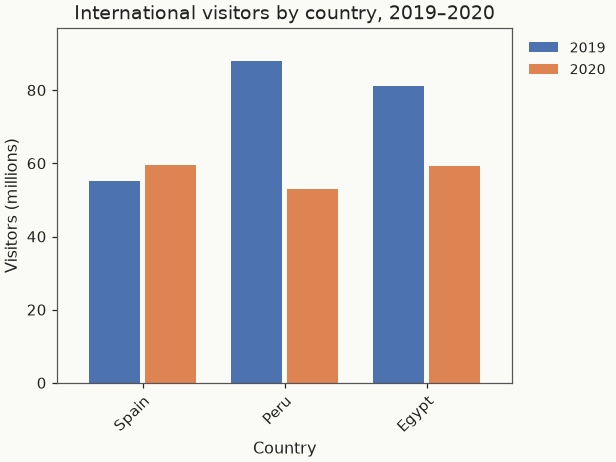 International visitors by country, 2019–2020
2019
2020
Visitors (millions)
80
60
40
20
0
Spain
Peru
Egypt
Country